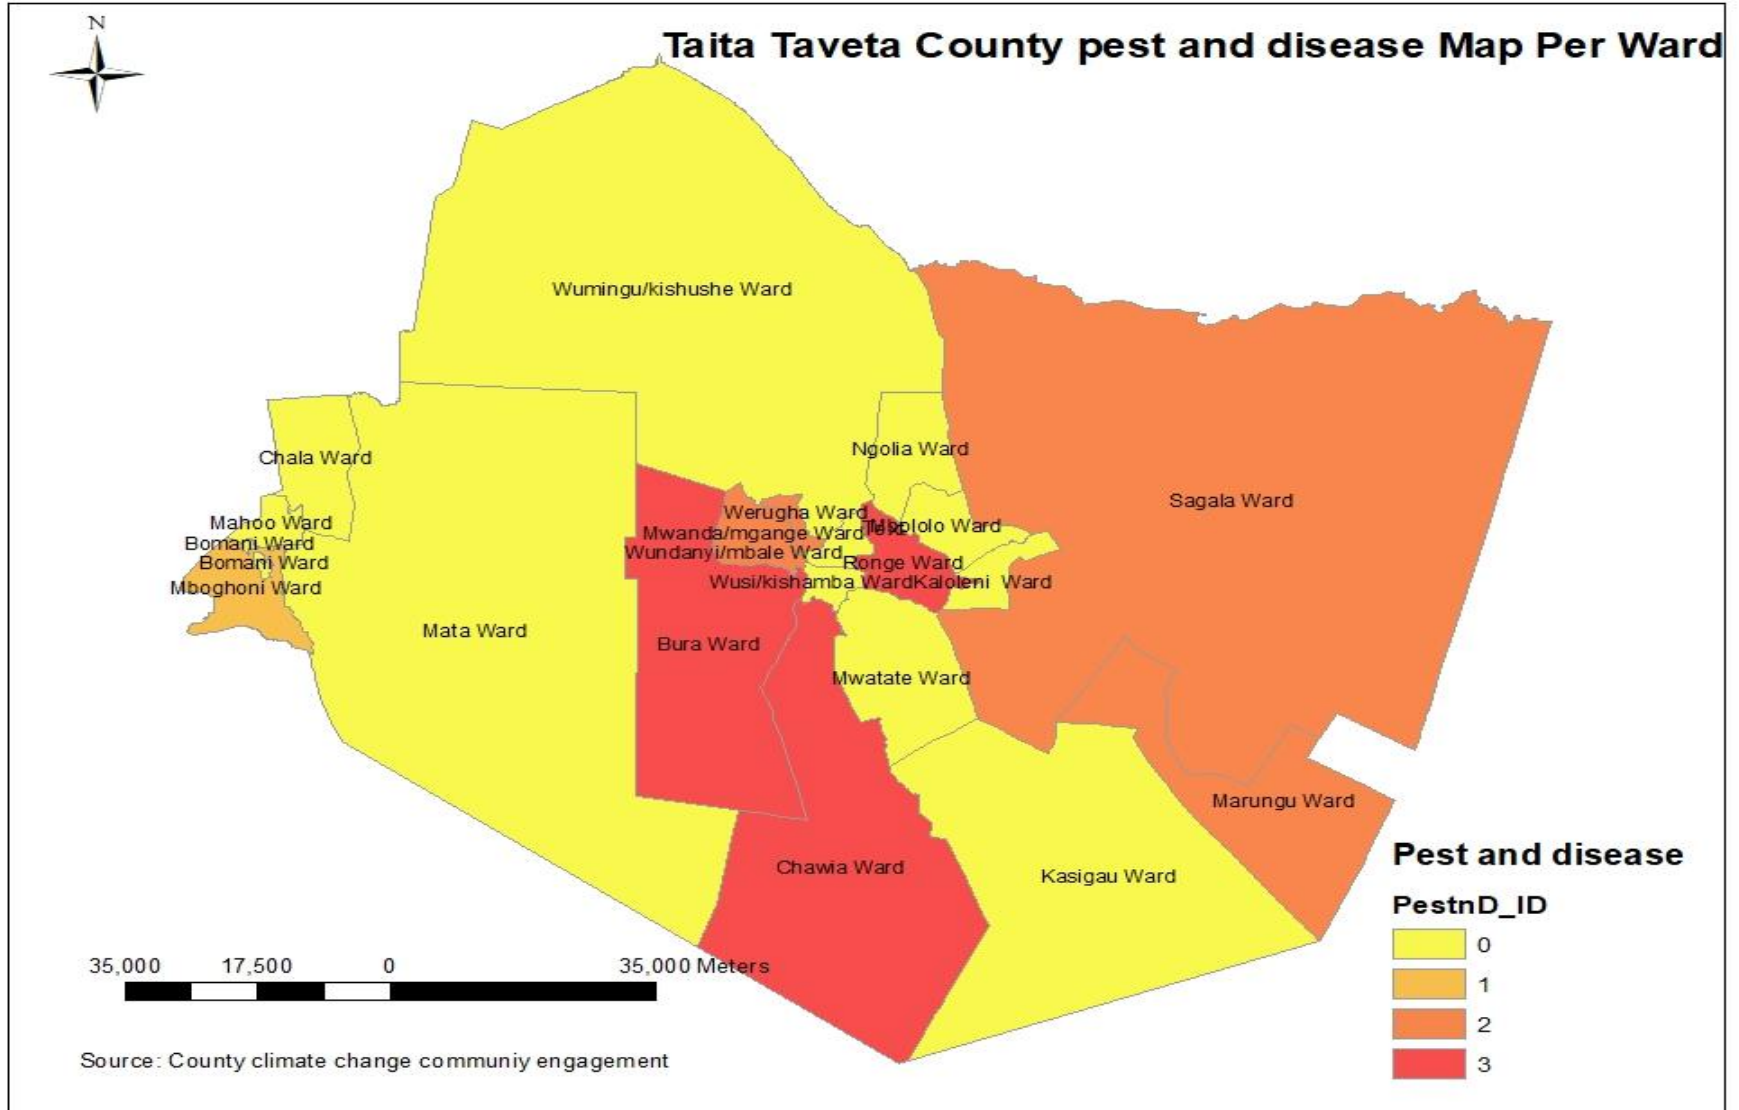 N
Taita Taveta County pest and disease Map Per Ward
Wumingu/kishushe Ward
Chala Ward
Ngolia Ward
Sagala Ward
Mahoo Ward
Werugha Ward
Mbololo Ward
Mwanda/mgange Ward
Bomani Ward
Wundanyi/mbale Ward
Bomani Ward
Ronge Ward
Mboghoni Ward
Wusi/kishamba Ward
Kaloleni Ward
Mata Ward
Bura Ward
Mwatate Ward
Marungu Ward
Chawia Ward
Kasigau Ward
Pest and disease
PestnD_ID
0
1
2
3
35,000 17,500 0 35,000 Meters
Source: County climate change communiy engagement